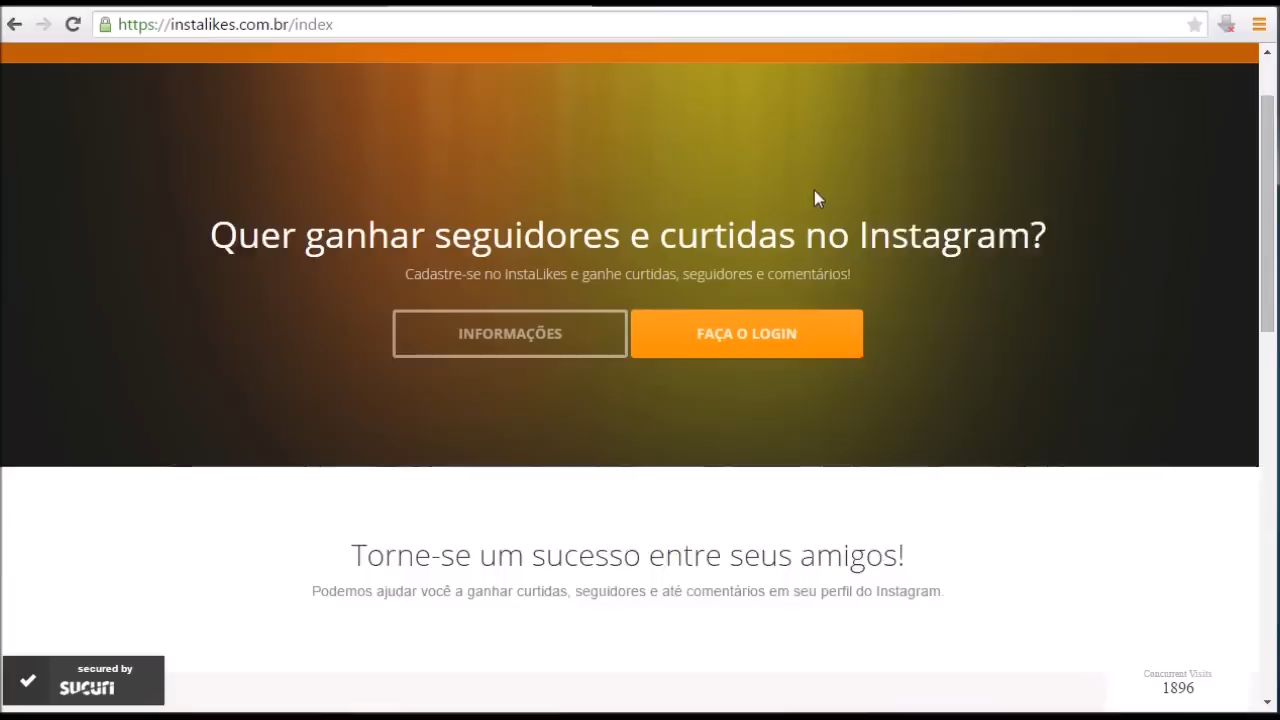 https://instalikes.com.br/index
Quer ganhar seguidores e curtidas no Instagram?
Cadastre-se no InstaLikes e ganhe curtidas, seguidores e comentários!
INFORMAÇÕES
FAÇA O LOGIN
Torne-se um sucesso entre seus amigos!
Podemos ajudar você a ganhar curtidas, seguidores e até comentários em seu perfil do Instagram.
secured by
sucuri
Concurrent Visits
1896